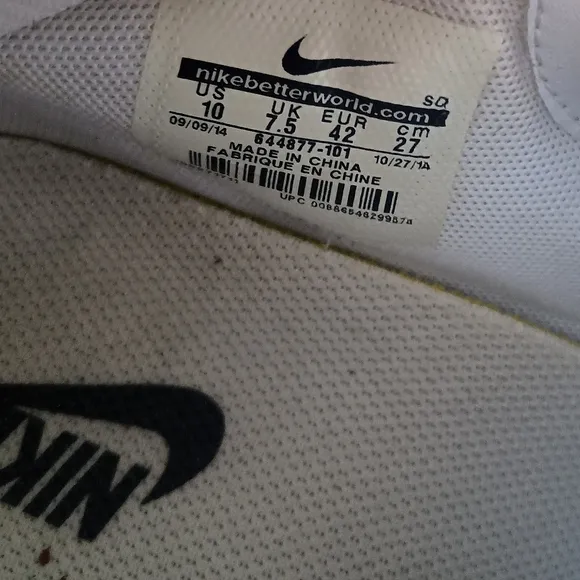 nikebetterworld.com
SD
US UK EUR cm
10 7.5 42 27
09/09/14 644877-101 10/27/14
MADE IN CHINA
FABRIQUE EN CHINE
UPC
NIKE